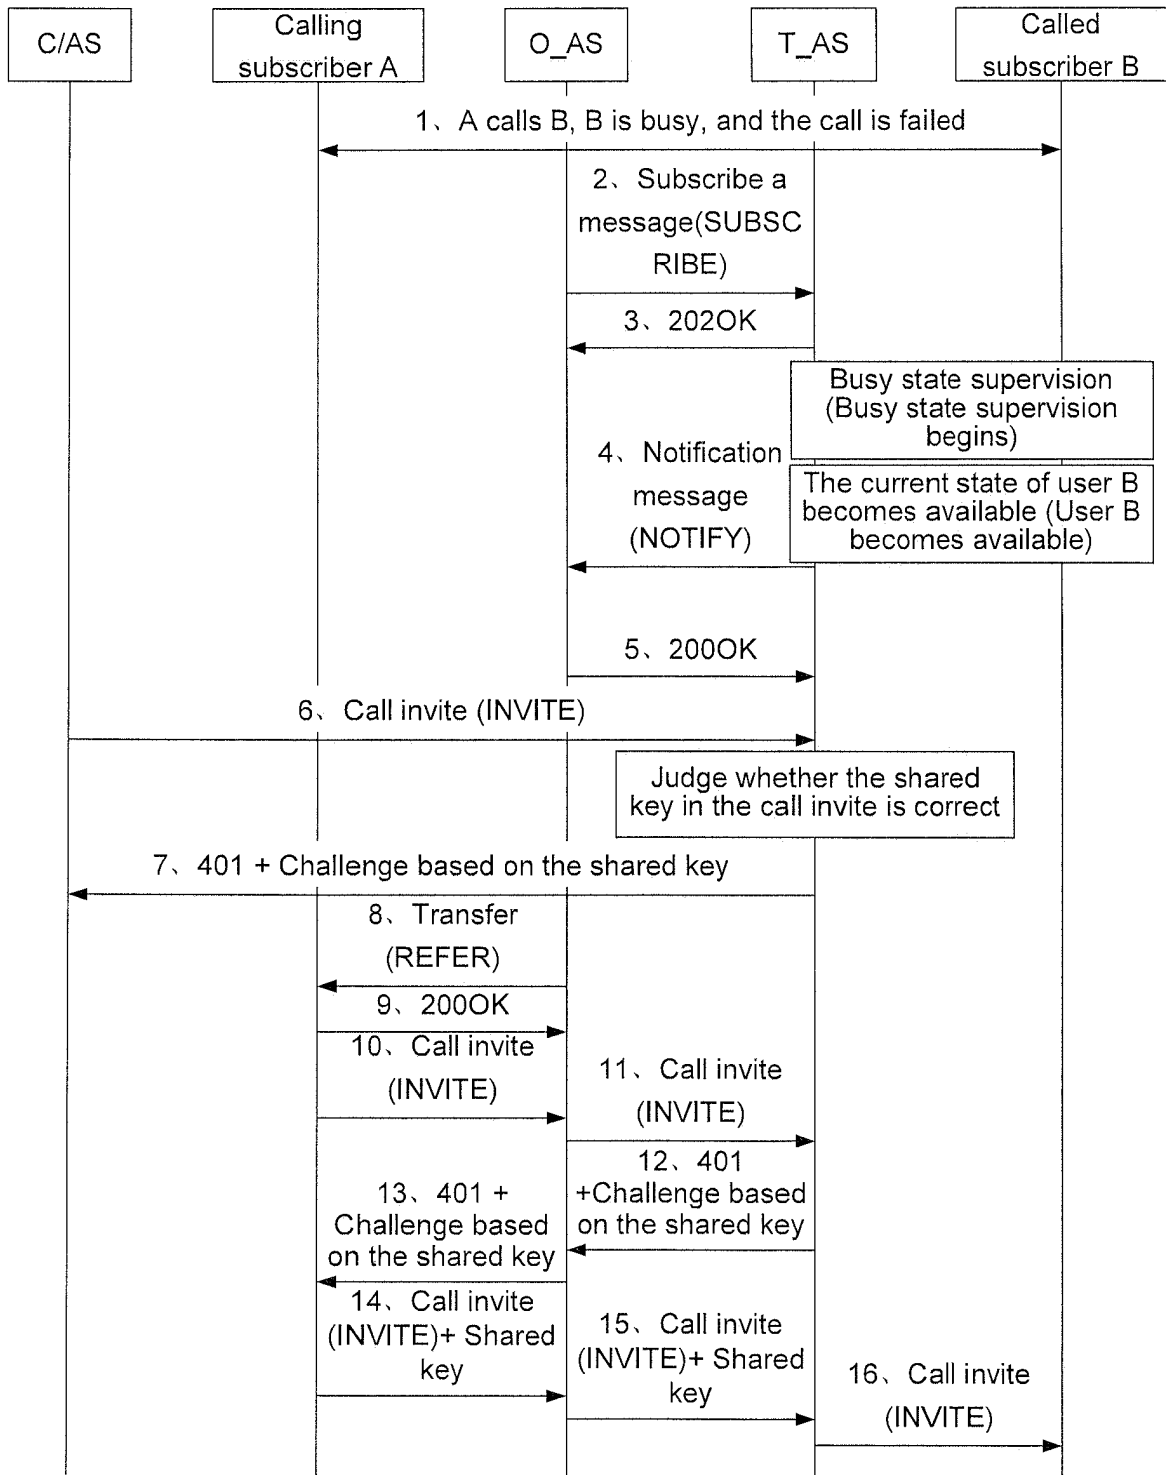 C/AS
Calling
subscriber A
O_AS
T_AS
Called
subscriber B
1、A calls B, B is busy, and the call is failed
2、Subscribe a
message(SUBSC
RIBE)
3、202OK
Busy state supervision
(Busy state supervision
begins)
4、Notification
message
(NOTIFY)
The current state of user B
becomes available (User B
becomes available)
5、200OK
6、Call invite (INVITE)
Judge whether the shared
key in the call invite is correct
7、401 + Challenge based on the shared key
8、Transfer
(REFER)
9、200OK
10、Call invite
(INVITE)
11、Call invite
(INVITE)
12、401
+Challenge based
on the shared key
13、401 +
Challenge based
on the shared key
14、Call invite
(INVITE)+ Shared
key
15、Call invite
(INVITE)+ Shared
key
16、Call invite
(INVITE)